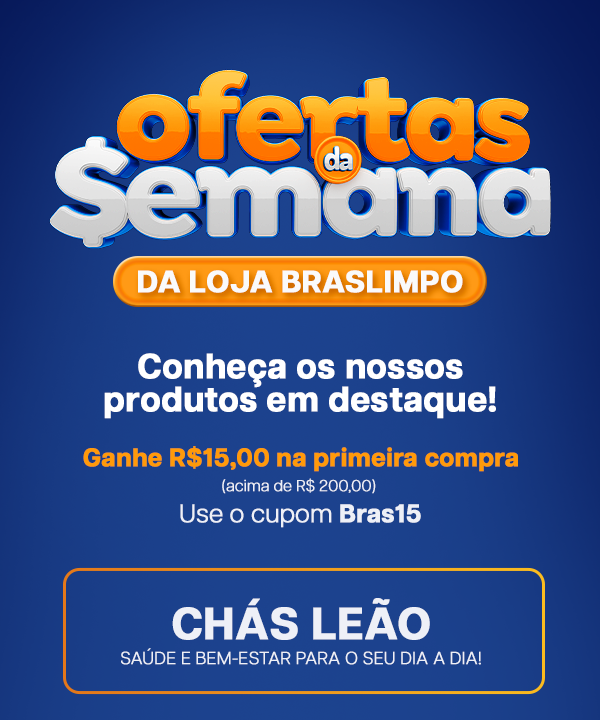 ofertas
da
$emana
DA LOJA BRASLIMPO
Conheça os nossos
produtos em destaque!
Ganhe R$15,00 na primeira compra
(acima de R$ 200,00)
Use o cupom Bras15
CHÁS LEÃO
SAÚDE E BEM-ESTAR PARA O SEU DIA A DIA!